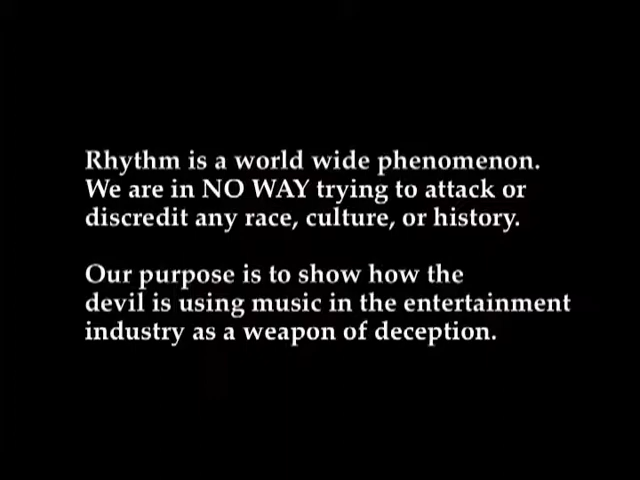 Rhythm is a world wide phenomenon.
We are in NO WAY trying to attack or
discredit any race, culture, or history.
Our purpose is to show how the
devil is using music in the entertainment
industry as a weapon of deception.